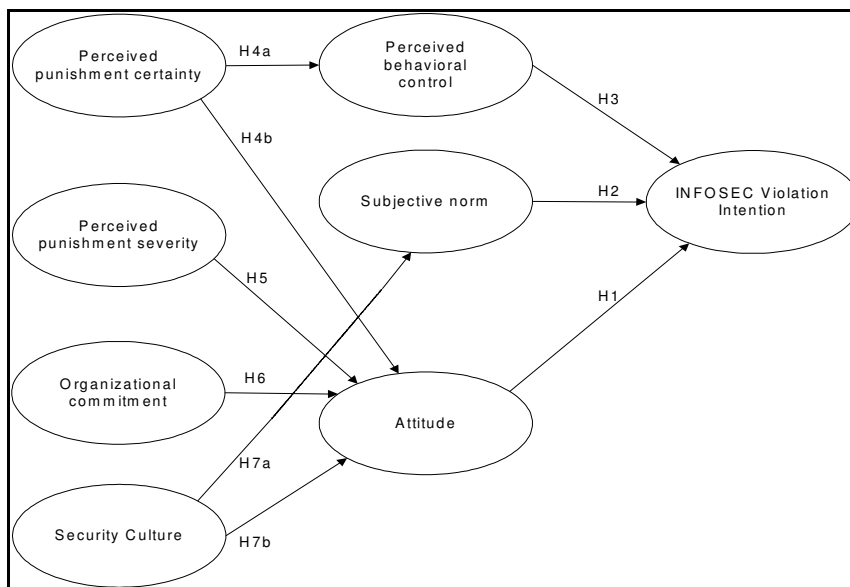 Perceived
punishment certainty
H4a
Perceived
behavioral
control
H3
H4b
Subjective norm
H2
INFOSEC Violation
Intention
Perceived
punishment severity
H5
H1
Organizational
commitment
H6
Attitude
H7a
Security Culture
H7b